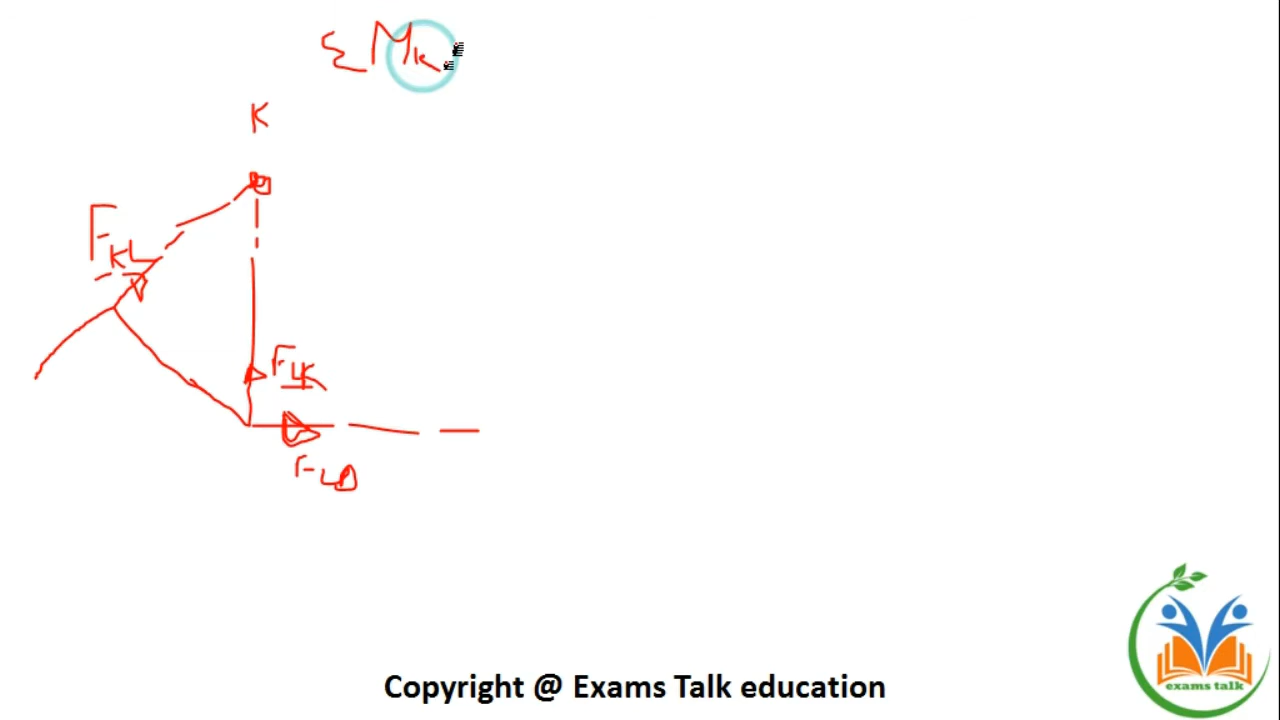 ΣMk
K
FKL
FLK
FLD
Copyright @ Exams Talk education
exams talk